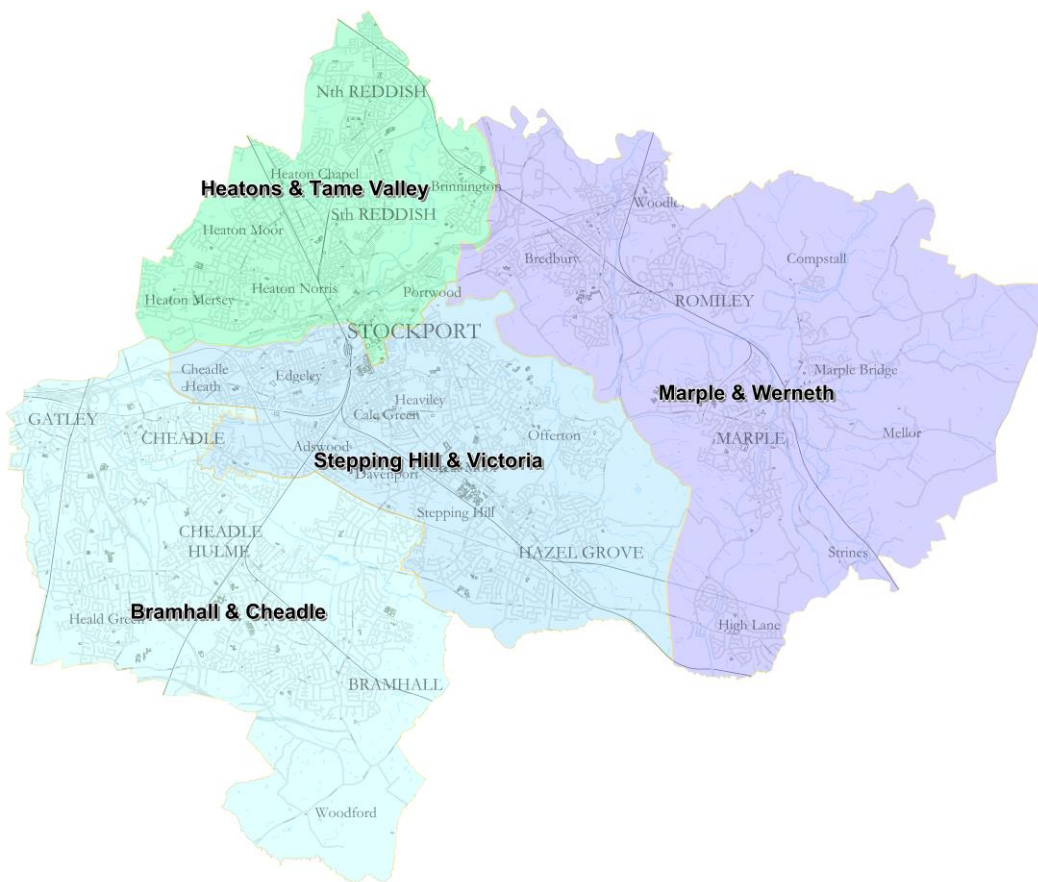 Nth REDDISH
Heaton Chapel
Heatons & Tame Valley
Brinnington
Sth REDDISH
Heaton Moor
Heaton Norris
Heaton Mersey
Portwood
STOCKPORT
Woodley
Bredbury
Compstall
ROMILEY
Cheadle
Heath
Edgeley
Heaviley
Cale Green
Marple Bridge
Marple & Werneth
GATLEY
CHEADLE
Adswood
Offerton
MARPLE
Mellor
Stepping Hill & Victoria
Davenport
Stepping Hill
CHEADLE
HULME
HAZEL GROVE
Strines
Heald Green
Bramhall & Cheadle
High Lane
BRAMHALL
Woodford